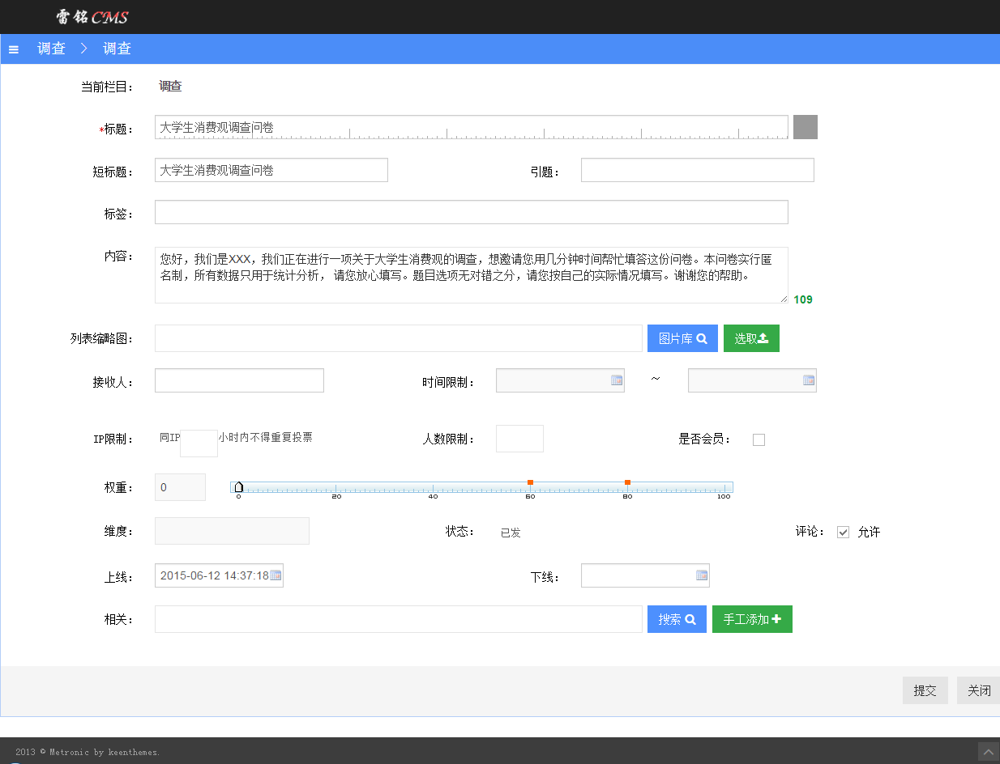 雷铭CMS
调查 > 调查
当前栏目： 调查
*标题： 大学生消费观调查问卷
短标题： 大学生消费观调查问卷 引题：
标签：
内容： 您好，我们是XXX，我们正在进行一项关于大学生消费观的调查，想邀请您用几分钟时间帮忙填答这份问卷。本问卷实行匿
名制，所有数据只用于统计分析， 请您放心填写。题目选项无对错之分，请您按自己的实际情况填写。谢谢您的帮助。
109
列表缩略图： 图片库 选取
接收人： 时间限制： ~
IP限制： 同IP 小时内不得重复投票 人数限制： 是否会员：
权重： 0
0 20 40 60 80 100
维度： 状态： 已发 评论： 允许
上线： 2015-06-12 14:37:18 下线：
相关： 搜索 手工添加
提交 关闭
2013 © Metronic by keenthemes.